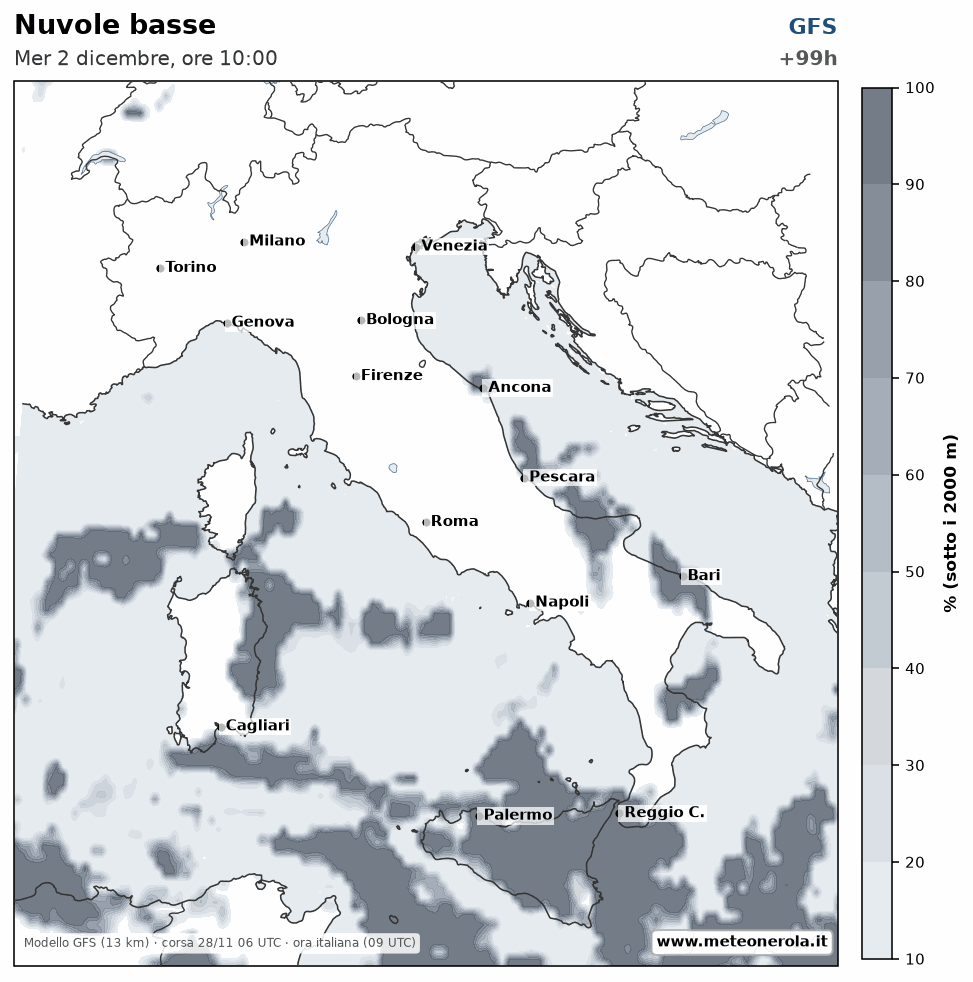 Nuvole basse
GFS
Mer 2 dicembre, ore 10:00
+99h
100
90
80
70
60
50
40
30
20
10
% (sotto i 2000 m)
Milano
Venezia
Torino
Genova
Bologna
Firenze
Ancona
Pescara
Roma
Bari
Napoli
Cagliari
Palermo
Reggio C.
Modello GFS (13 km) · corsa 28/11 06 UTC · ora italiana (09 UTC)
www.meteonerola.it